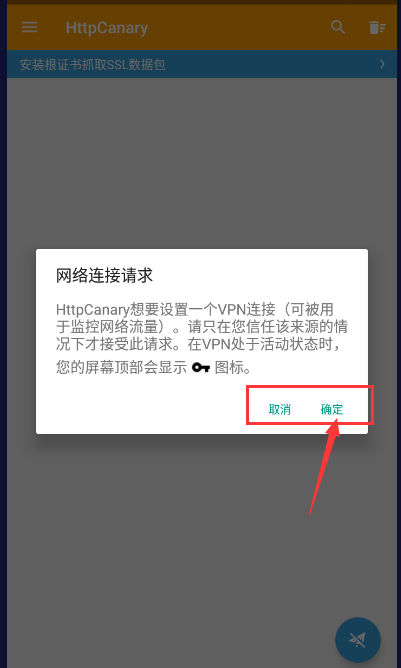 HttpCanary
安装根证书抓取SSL数据包
网络连接请求
HttpCanary想要设置一个VPN连接（可被用
于监控网络流量）。请只在您信任该来源的情
况下才接受此请求。在VPN处于活动状态时，
您的屏幕顶部会显示 图标。
取消 确定